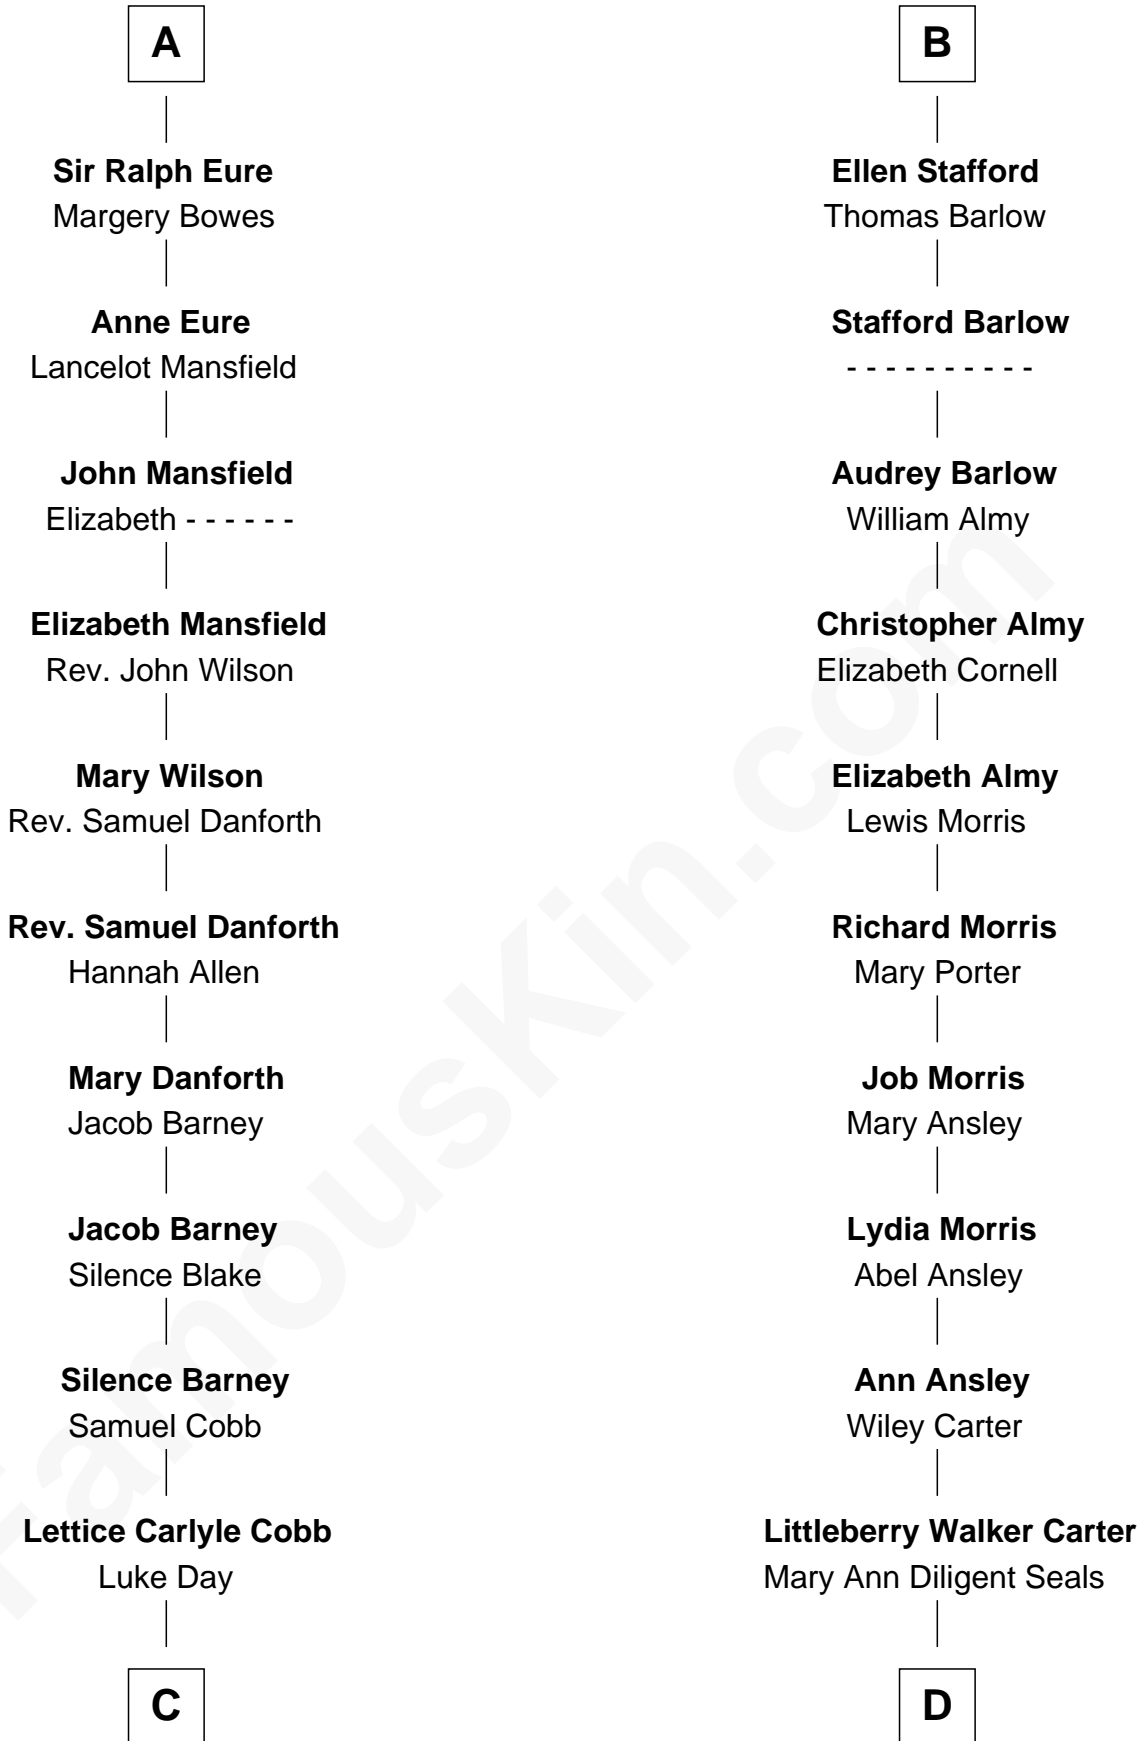 A
Sir Ralph Eure
Margery Bowes
Anne Eure
Lancelot Mansfield
John Mansfield
Elizabeth - - - - - -
Elizabeth Mansfield
Rev. John Wilson
Mary Wilson
Rev. Samuel Danforth
Rev. Samuel Danforth
Hannah Allen
Mary Danforth
Jacob Barney
Jacob Barney
Silence Blake
Silence Barney
Samuel Cobb
Lettice Carlyle Cobb
Luke Day
C
B
Ellen Stafford
Thomas Barlow
Stafford Barlow
- - - - - - - - - -
Audrey Barlow
William Almy
Christopher Almy
Elizabeth Cornell
Elizabeth Almy
Lewis Morris
Richard Morris
Mary Porter
Job Morris
Mary Ansley
Lydia Morris
Abel Ansley
Ann Ansley
Wiley Carter
Littleberry Walker Carter
Mary Ann Diligent Seals
D
FamousKin.com